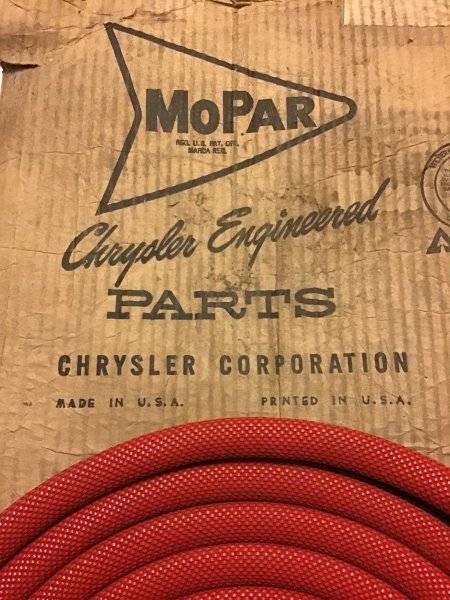 MOPAR
REG. U.S. PAT. OFF.
MARCA REG.
Chrysler Engineered
PARTS
CHRYSLER CORPORATION
MADE IN U.S.A. PRINTED IN U.S.A.